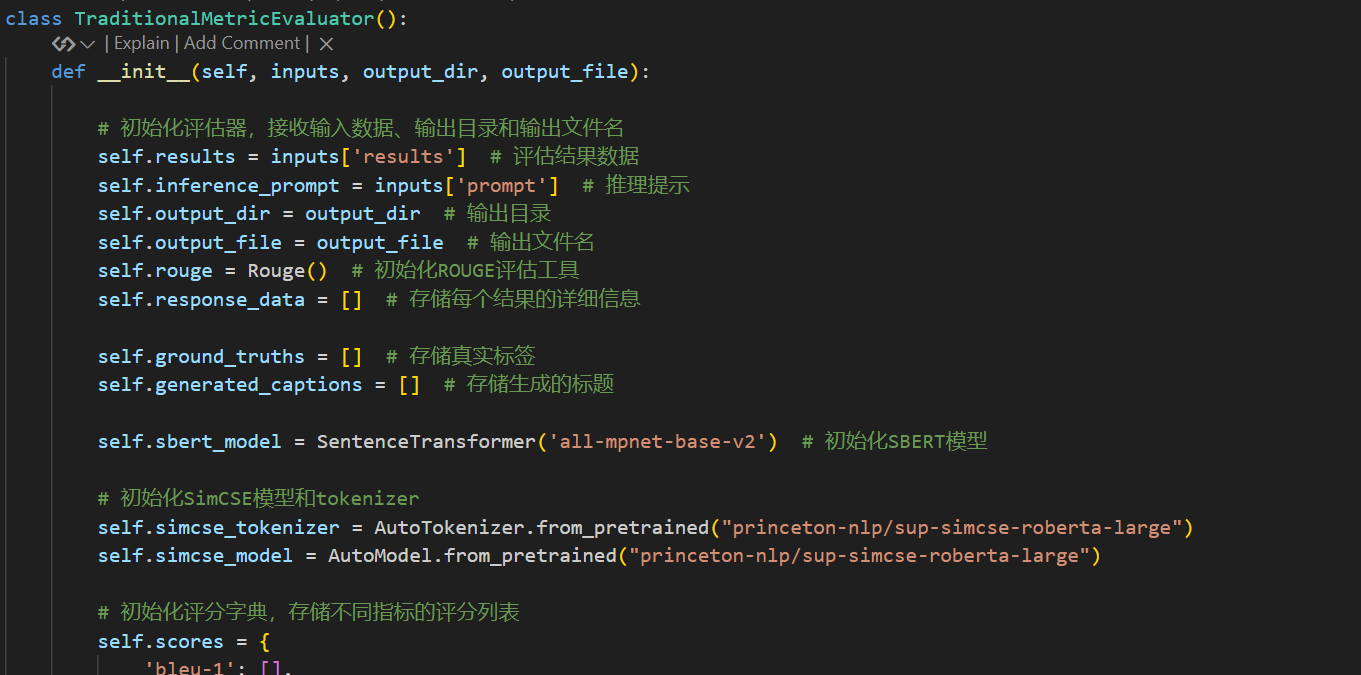 class TraditionalMetricEvaluator():
| Explain | Add Comment | ×
def __init__(self, inputs, output_dir, output_file):
# 初始化评估器，接收输入数据、输出目录和输出文件名
self.results = inputs['results']  # 评估结果数据
self.inference_prompt = inputs['prompt']  # 推理提示
self.output_dir = output_dir  # 输出目录
self.output_file = output_file  # 输出文件名
self.rouge = Rouge()  # 初始化ROUGE评估工具
self.response_data = []  # 存储每个结果的详细信息
self.ground_truths = []  # 存储真实标签
self.generated_captions = []  # 存储生成的标题
self.sbert_model = SentenceTransformer('all-mpnet-base-v2')  # 初始化SBERT模型
# 初始化SimCSE模型和tokenizer
self.simcse_tokenizer = AutoTokenizer.from_pretrained("princeton-nlp/sup-simcse-roberta-large")
self.simcse_model = AutoModel.from_pretrained("princeton-nlp/sup-simcse-roberta-large")
# 初始化评分字典，存储不同指标的评分列表
self.scores = {
'bleu-1': [],